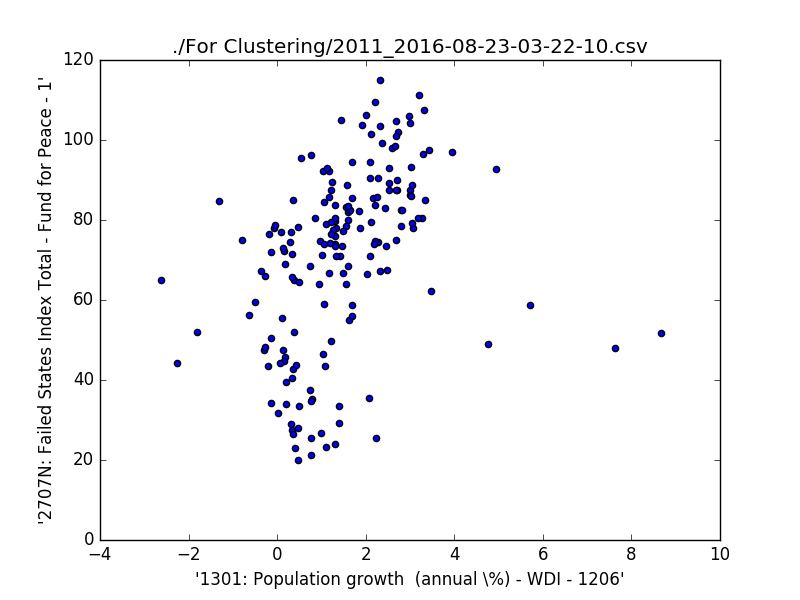 ./For Clustering/2011_2016-08-23-03-22-10.csv
'2707N: Failed States Index Total - Fund for Peace - 1'
120
100
80
60
40
20
0
−4 −2 0 2 4 6 8 10
'1301: Population growth  (annual \%) - WDI - 1206'